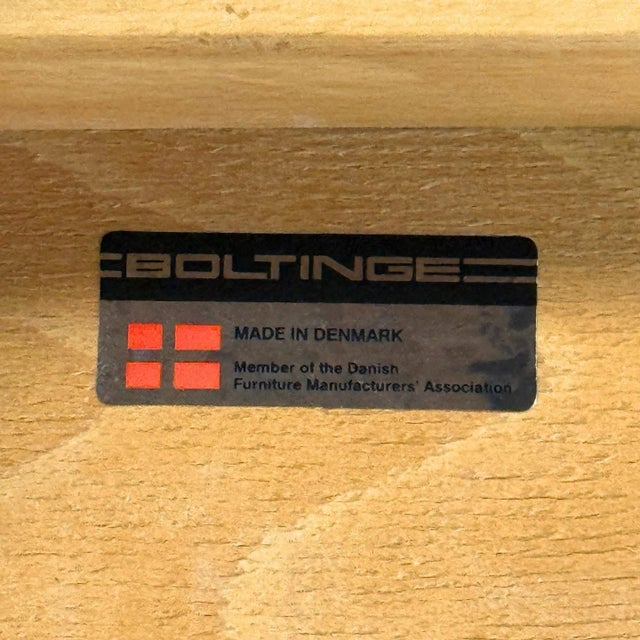 BOLTINGE
MADE IN DENMARK
Member of the Danish
Furniture Manufacturers' Association